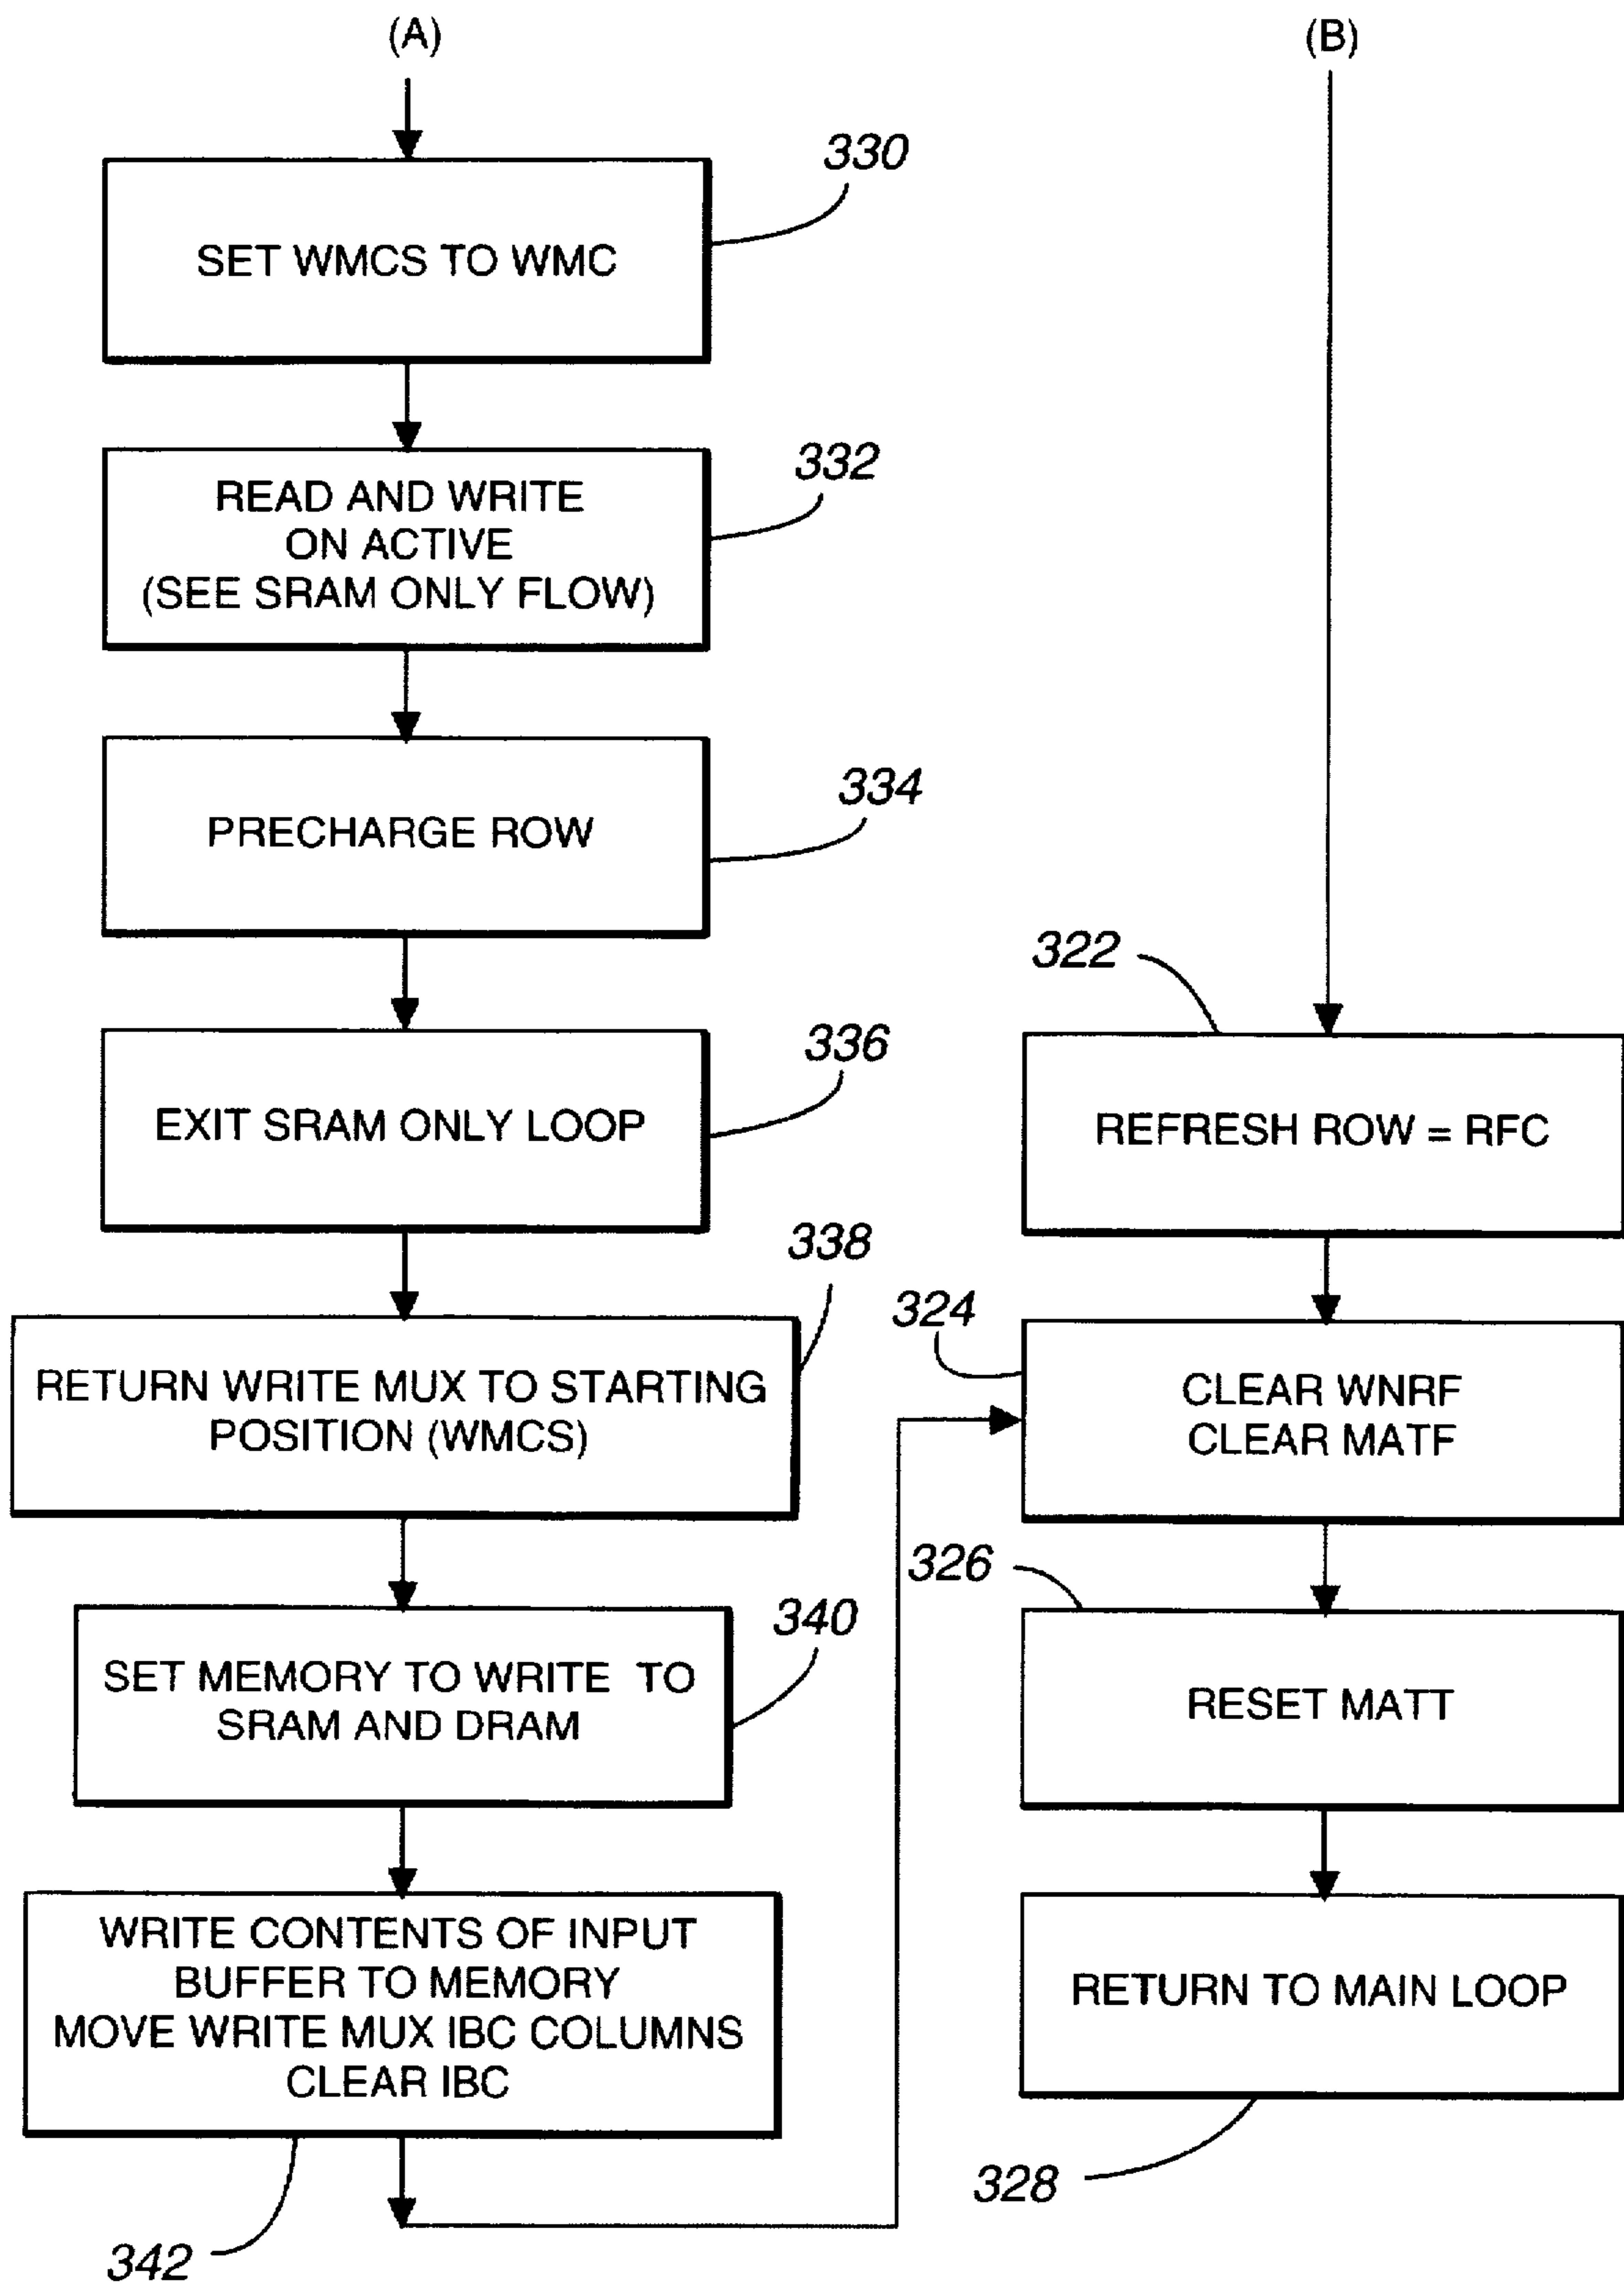 (A)
330
SET WMCS TO WMC
332
READ AND WRITE
ON ACTIVE
(SEE SRAM ONLY FLOW)
334
PRECHARGE ROW
336
EXIT SRAM ONLY LOOP
338
RETURN WRITE MUX TO STARTING
POSITION (WMCS)
340
SET MEMORY TO WRITE TO
SRAM AND DRAM
WRITE CONTENTS OF INPUT
BUFFER TO MEMORY
MOVE WRITE MUX IBC COLUMNS
CLEAR IBC
342
(B)
322
REFRESH ROW = RFC
324
CLEAR WNRF
CLEAR MATF
326
RESET MATT
RETURN TO MAIN LOOP
328